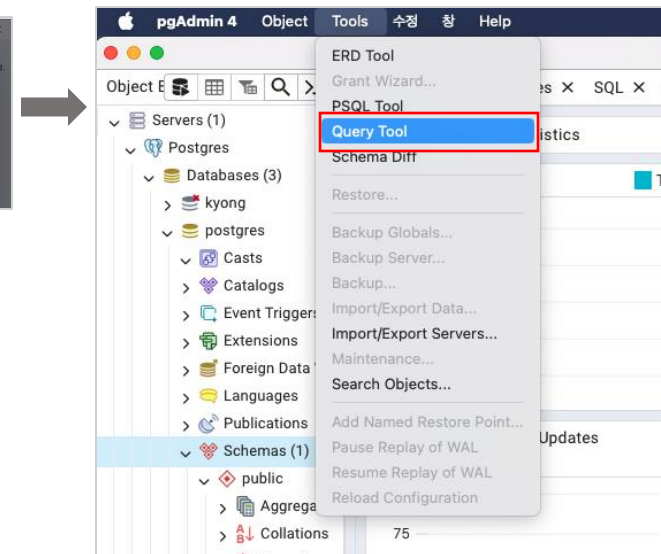 pgAdmin 4 Object Tools 수정 창 Help
Object E
es SQL
Servers (1)
Postgres
Databases (3)
kyong
postgres
Casts
Catalogs
Event Triggers
Extensions
Foreign Data
Languages
Publications
Schemas (1)
public
Aggrega
Collations
ERD Tool
Grant Wizard...
PSQL Tool
Query Tool
Schema Diff
Restore...
Backup Globals...
Backup Server...
Backup...
Import/Export Data...
Import/Export Servers...
Maintenance...
Search Objects...
Add Named Restore Point...
Pause Replay of WAL
Resume Replay of WAL
Reload Configuration
istics
T
Updates
75